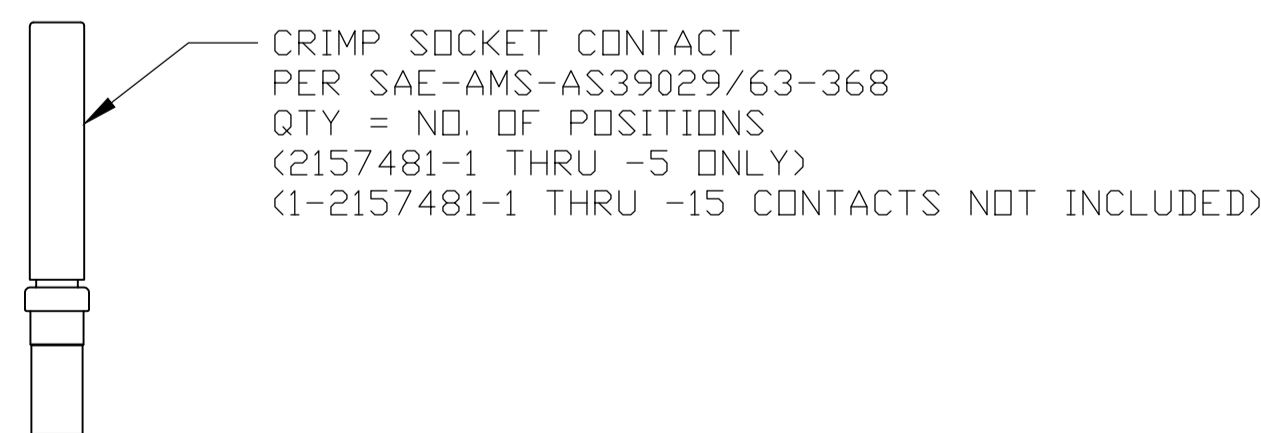 CRIMP SOCKET CONTACT
PER SAE-AMS-AS39029/63-368
QTY = NO. OF POSITIONS
(2157481-1 THRU -5 ONLY)
(1-2157481-1 THRU -15 CONTACTS NOT INCLUDED)